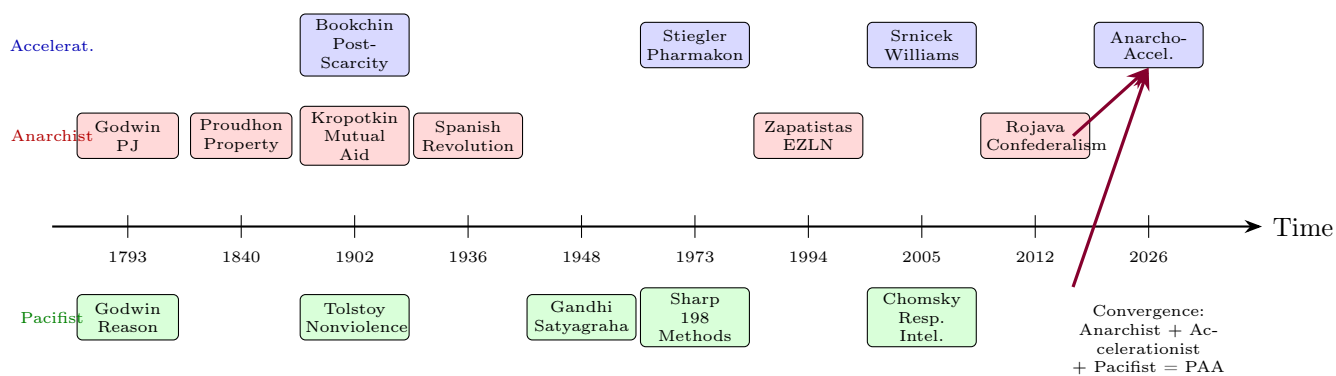 Accelerat.
Bookchin
Post-
Scarcity
Stiegler
Pharmakon
Srnicek
Williams
Anarcho-
Accel.
Anarchist
Godwin
PJ
Proudhon
Property
Kropotkin
Mutual
Aid
Spanish
Revolution
Zapatistas
EZLN
Rojava
Confederalism
Time
1793
1840
1902
1936
1948
1973
1994
2005
2012
2026
Pacifist
Godwin
Reason
Tolstoy
Nonviolence
Gandhi
Satyagraha
Sharp
198
Methods
Chomsky
Resp.
Intel.
Convergence:
Anarchist + Ac-
celerationist
+ Pacifist = PAA